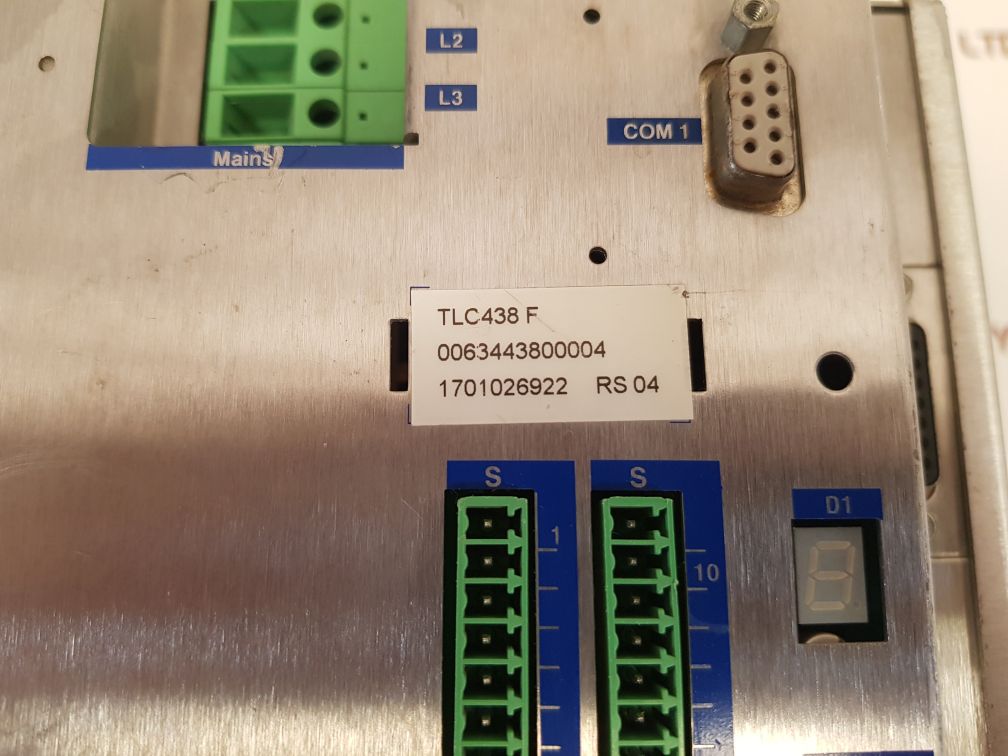 L2
L3
Mains
COM 1
TLC438 F
0063443800004
1701026922 RS 04
S
S
1
10
D1